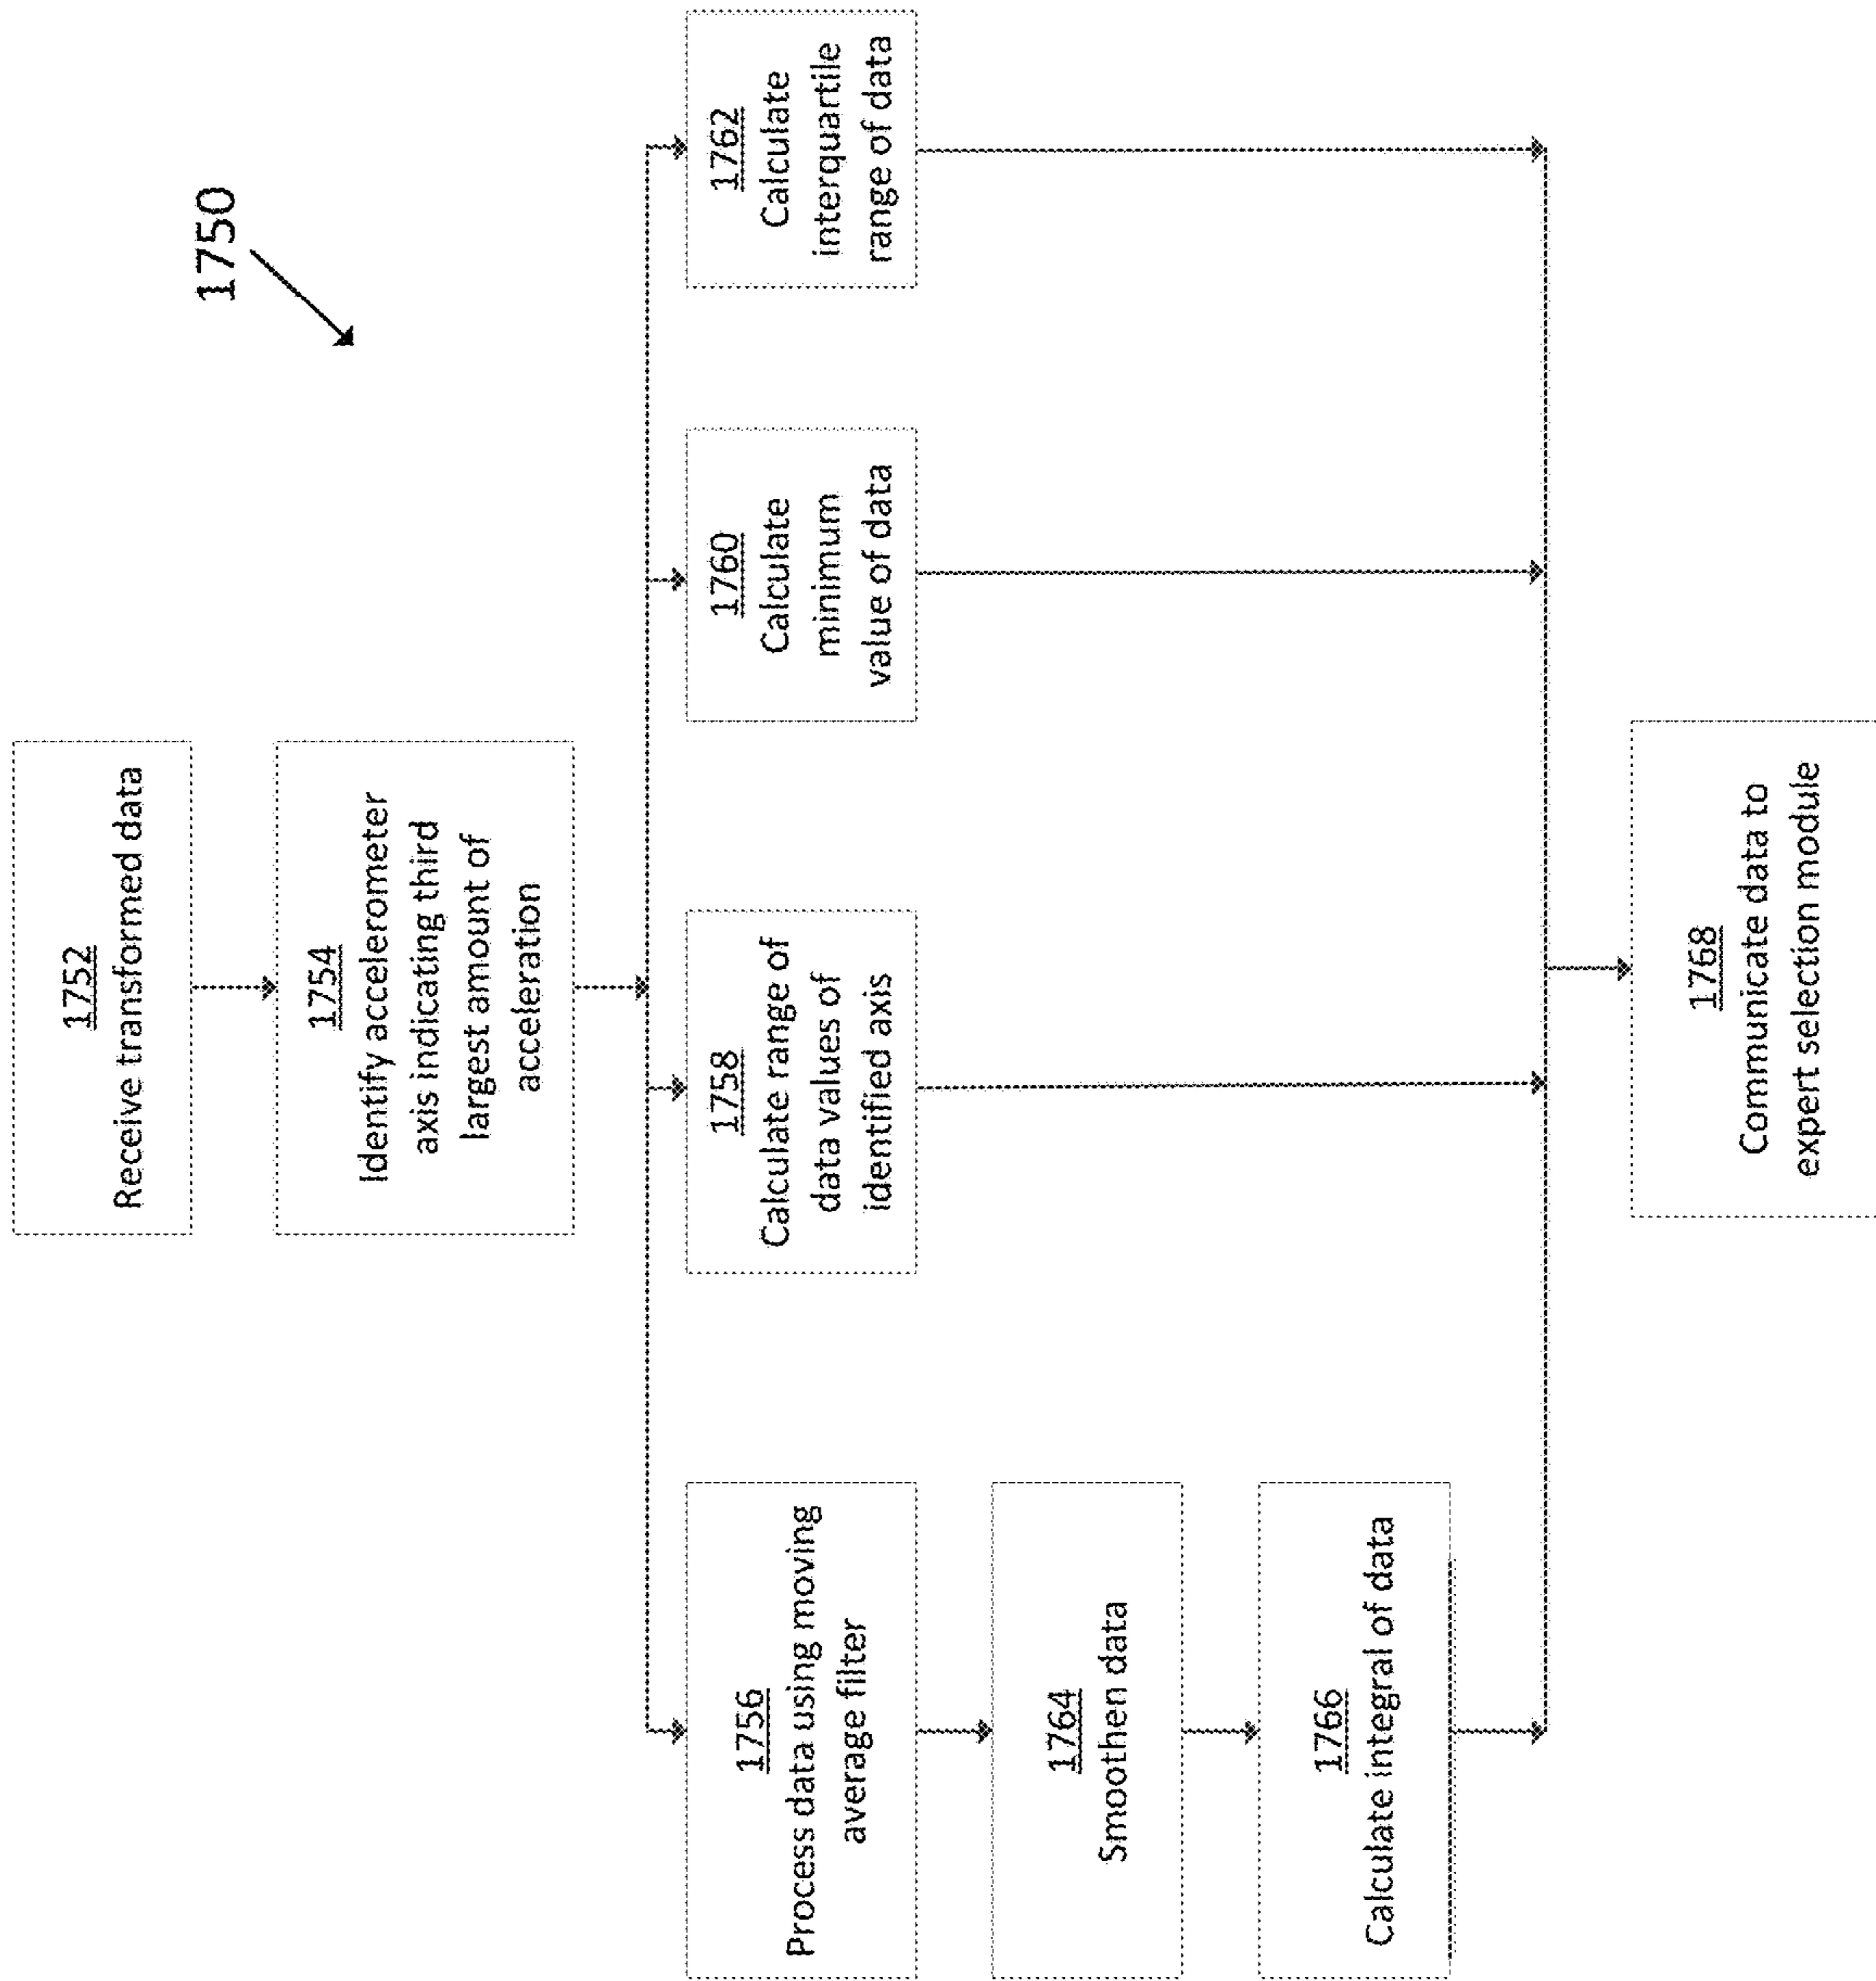 1750
1752
Receive transformed data
1754
Identify accelerometer
axis indicating third
largest amount of
acceleration
1756
Process data using moving
average filter
1758
Calculate range of
data values of
identified axis
1760
Calculate
minimum
value of data
1762
Calculate
interquartile
range of data
1764
Smoothen data
1766
Calculate integral of data
1768
Communicate data to
expert selection module